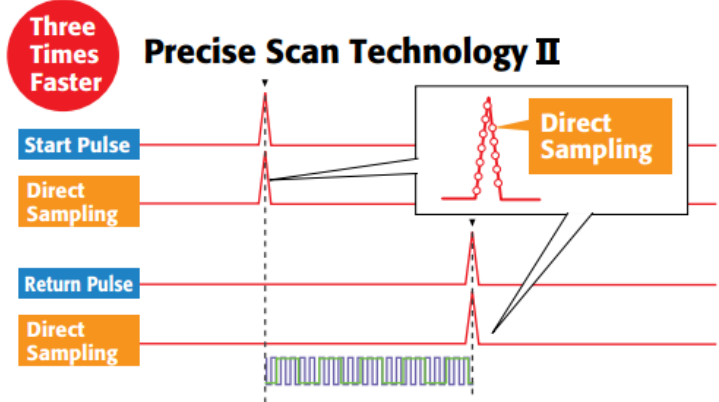 Three
Times
Faster
Precise Scan Technology Ⅱ
Start Pulse
Direct
Sampling
Direct
Sampling
Return Pulse
Direct
Sampling